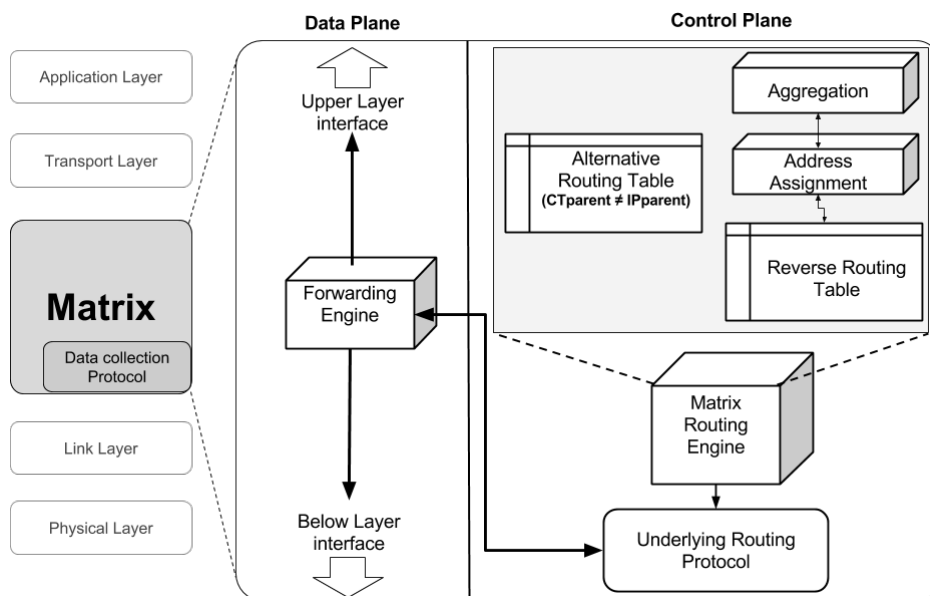 Data Plane
Control Plane
Application Layer
Transport Layer
Matrix
Data collection
Protocol
Link Layer
Physical Layer
Upper Layer
interface
Forwarding
Engine
Below Layer
interface
Alternative
Routing Table
(CTparent ≠ IPparent)
Aggregation
Address
Assignment
Reverse Routing
Table
Matrix
Routing
Engine
Underlying Routing
Protocol